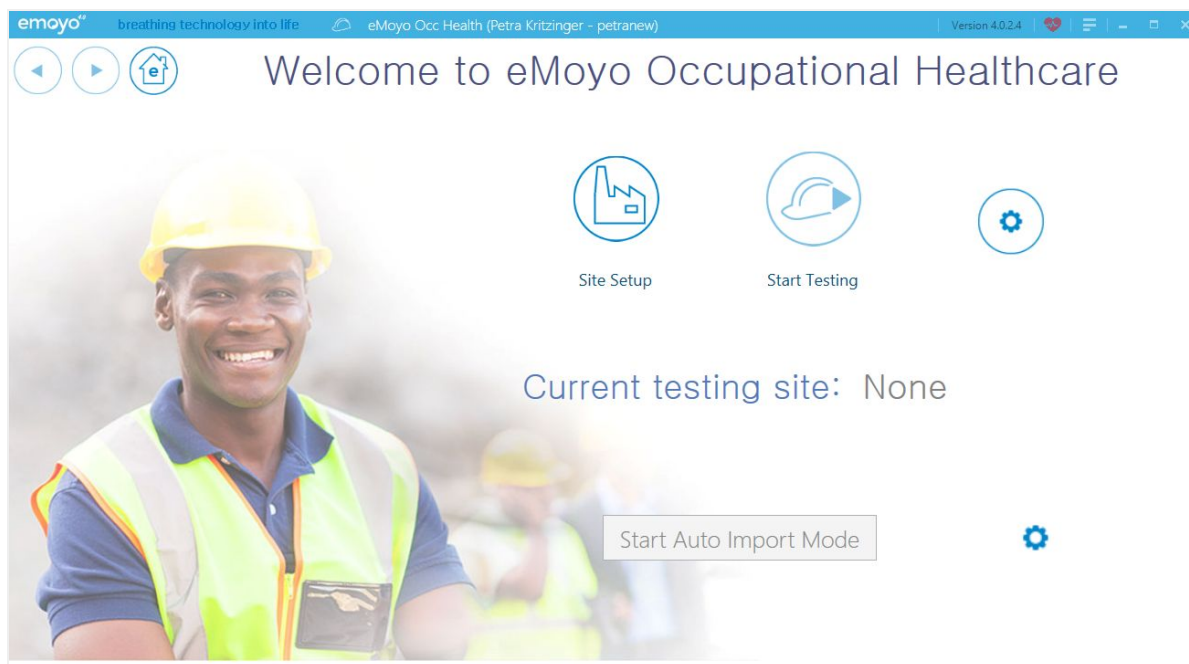 emoyo breathing technology into life eMoyo Occ Health (Petra Kritzinger - petranew) Version 4.0.2.4
e Welcome to eMoyo Occupational Healthcare
Site Setup Start Testing
Current testing site: None
Start Auto Import Mode